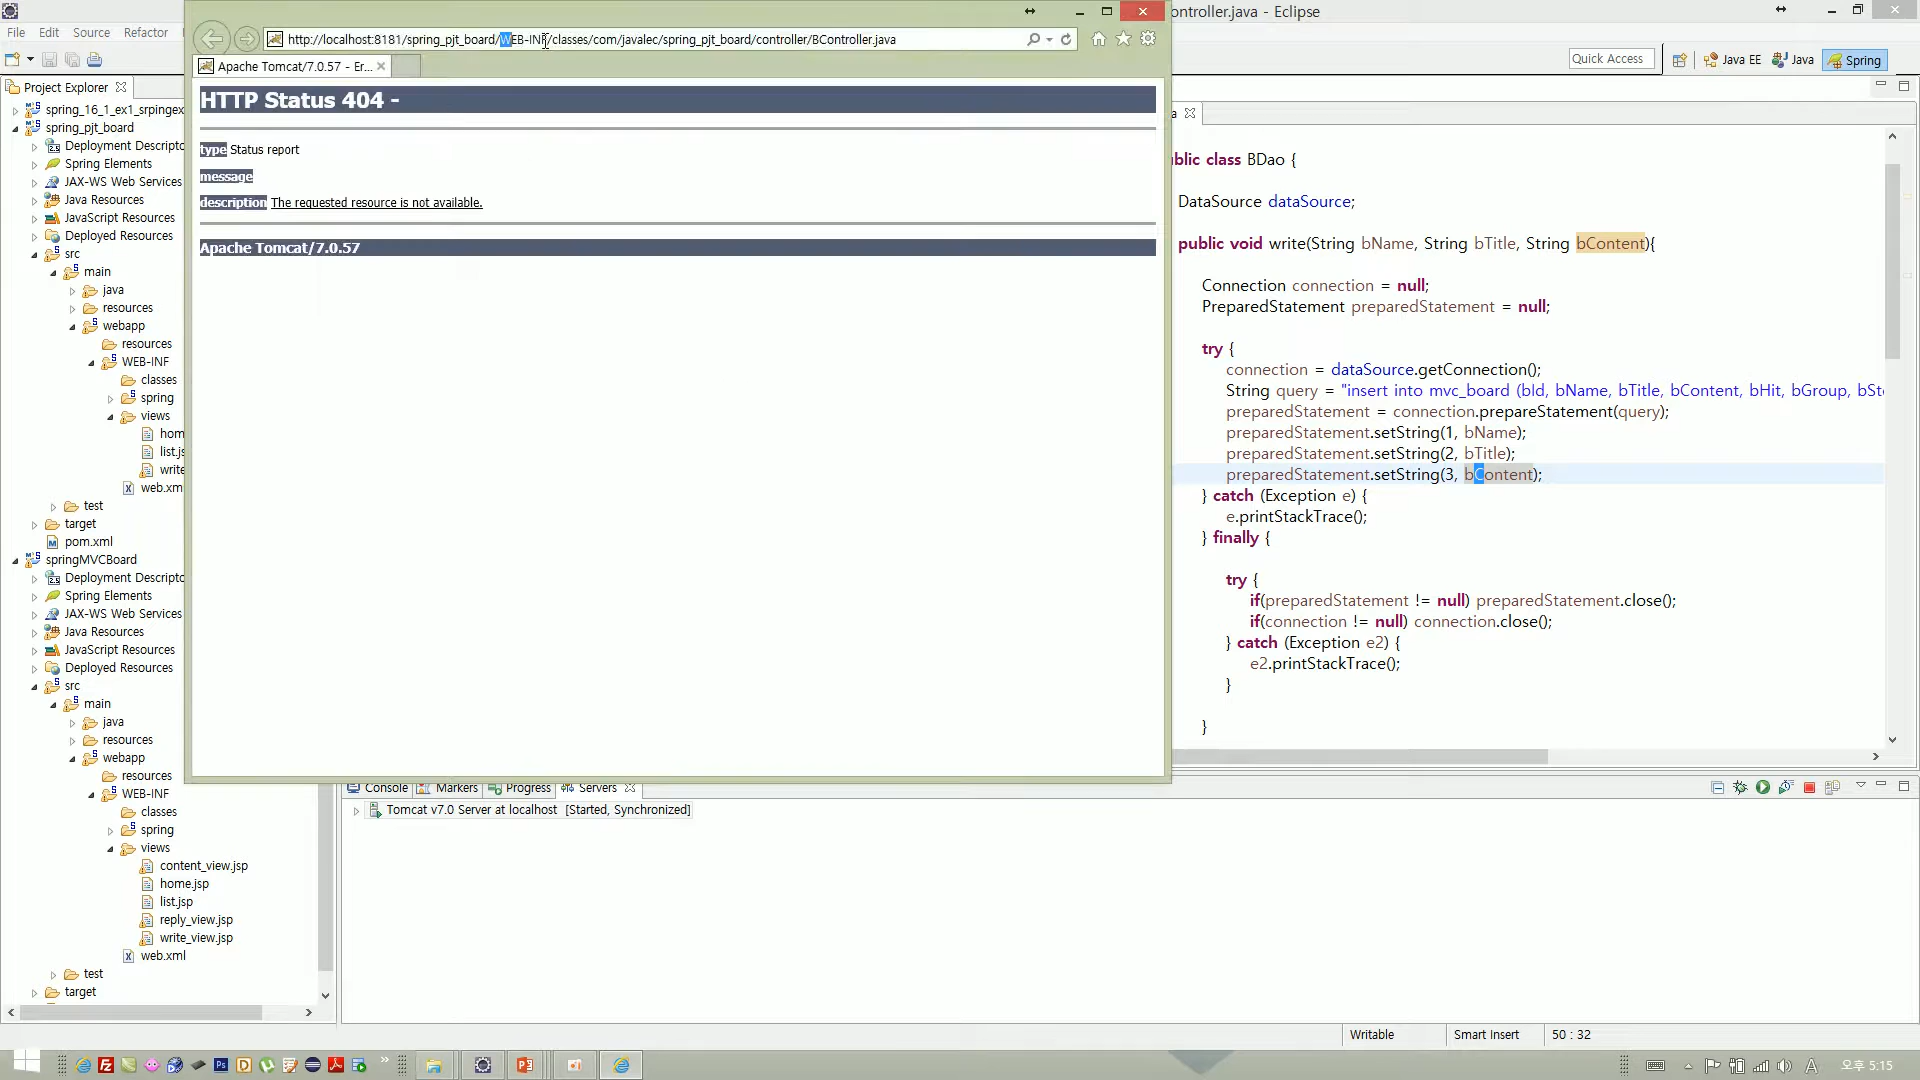 ontroller.java - Eclipse
File Edit Source Refactor
http://localhost:8181/spring_pjt_board/WEB-INF/classes/com/javalec/spring_pjt_board/controller/BController.java
Quick Access
Java EE
Java
Spring
Apache Tomcat/7.0.57 - Er...
Project Explorer
spring_16_1_ex1_srpingex
spring_pjt_board
Deployment Descripto
Spring Elements
JAX-WS Web Services
Java Resources
JavaScript Resources
Deployed Resources
src
main
java
resources
webapp
resources
WEB-INF
classes
spring
views
hom
list.js
write
web.xm
test
target
pom.xml
springMVCBoard
Deployment Descripto
Spring Elements
JAX-WS Web Services
Java Resources
JavaScript Resources
Deployed Resources
src
main
java
resources
webapp
resources
WEB-INF
classes
spring
views
content_view.jsp
home.jsp
list.jsp
reply_view.jsp
write_view.jsp
web.xml
test
target
HTTP Status 404 -
type Status report
message
description The requested resource is not available.
Apache Tomcat/7.0.57
a
blic class BDao {
DataSource dataSource;
public void write(String bName, String bTitle, String bContent){
Connection connection = null;
PreparedStatement preparedStatement = null;
try {
connection = dataSource.getConnection();
String query = "insert into mvc_board (bId, bName, bTitle, bContent, bHit, bGroup, bSte
preparedStatement = connection.prepareStatement(query);
preparedStatement.setString(1, bName);
preparedStatement.setString(2, bTitle);
preparedStatement.setString(3, bContent);
} catch (Exception e) {
e.printStackTrace();
} finally {
try {
if(preparedStatement != null) preparedStatement.close();
if(connection != null) connection.close();
} catch (Exception e2) {
e2.printStackTrace();
}
}
Console Markers Progress Servers
Tomcat v7.0 Server at localhost [Started, Synchronized]
Writable
Smart Insert
50 : 32
A
오후 5:15